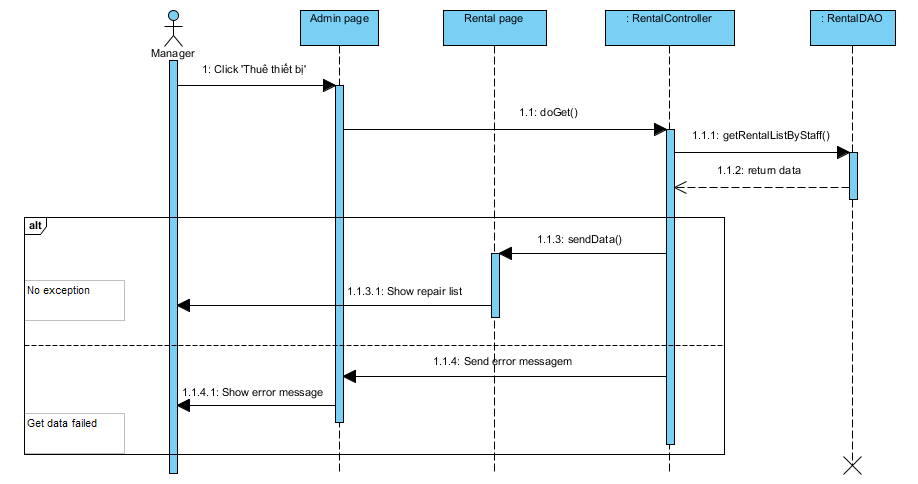 Admin page
Rental page
: RentalController
: RentalDAO
Manager
1: Click 'Thuê thiết bị'
1.1: doGet()
1.1.1: getRentalListByStaff()
1.1.2: return data
alt
1.1.3: sendData()
No exception
1.1.3.1: Show repair list
1.1.4: Send error messagem
1.1.4.1: Show error message
Get data failed